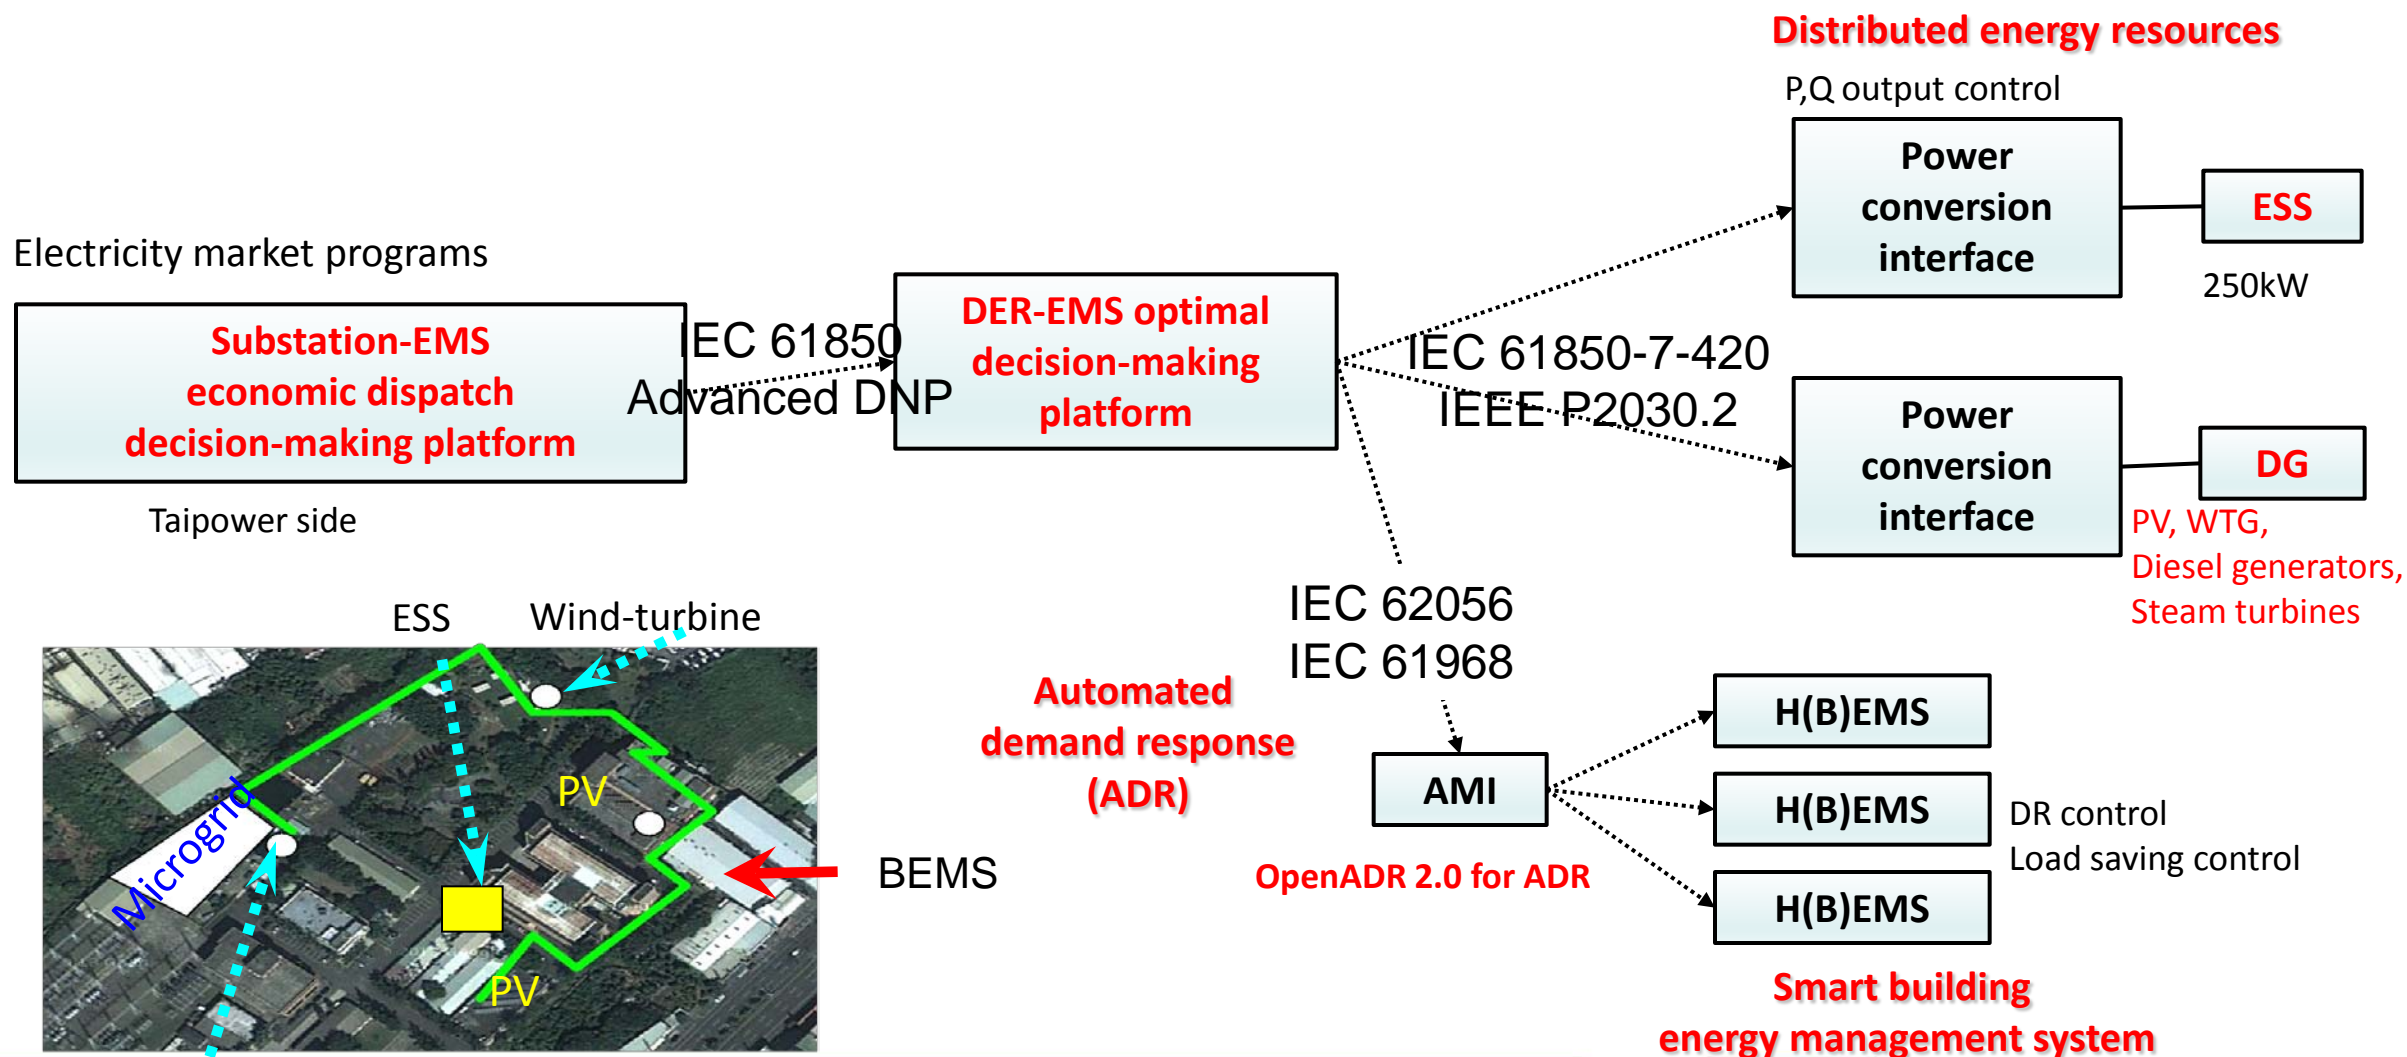 Distributed energy resources
P,Q output control
Power
conversion
interface
ESS
250kW
Electricity market programs
Substation-EMS
economic dispatch
decision-making platform
Taipower side
IEC 61850
Advanced DNP
DER-EMS optimal
decision-making
platform
IEC 61850-7-420
IEEE P2030.2
Power
conversion
interface
DG
PV, WTG,
Diesel generators,
Steam turbines
IEC 62056
IEC 61968
Automated
demand response
(ADR)
AMI
OpenADR 2.0 for ADR
H(B)EMS
H(B)EMS
H(B)EMS
DR control
Load saving control
Smart building
energy management system
ESS
Wind-turbine
PV
Microgrid
BEMS
PV